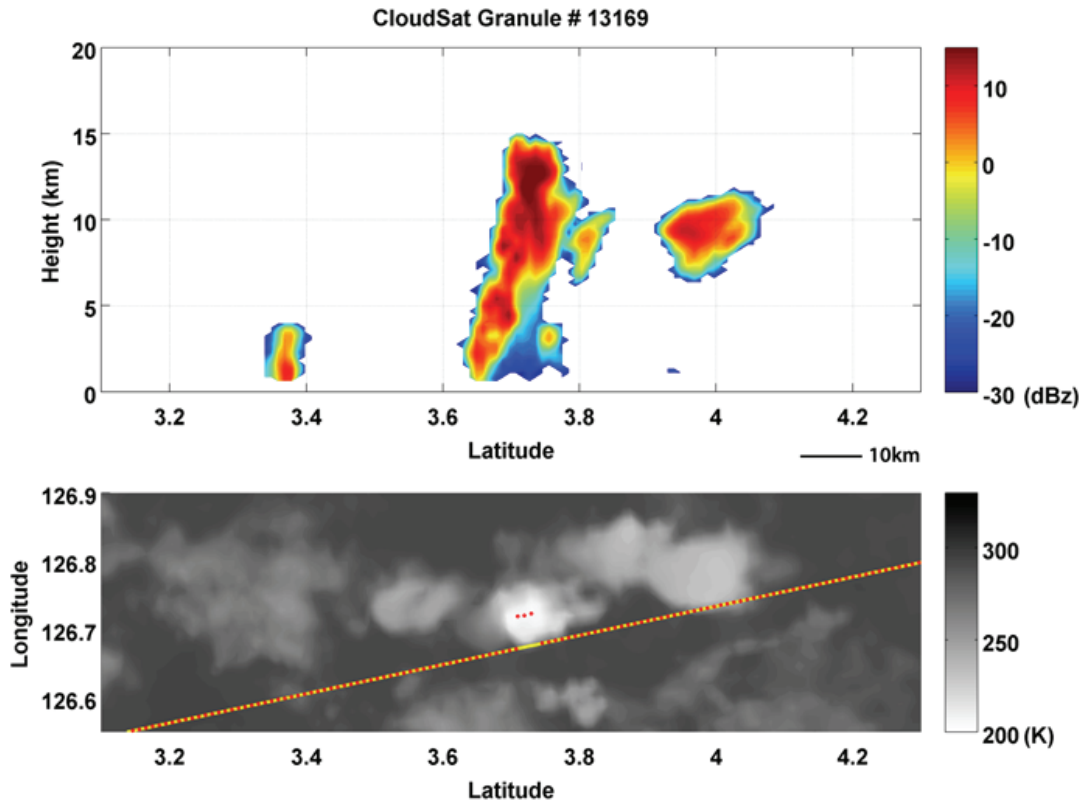 CloudSat Granule # 13169
20
15
10
5
0
Height (km)
3.2 3.4 3.6 3.8 4 4.2
Latitude
10
0
-10
-20
-30 (dBz)
10km
126.9
126.8
126.7
126.6
Longitude
3.2 3.4 3.6 3.8 4 4.2
Latitude
300
250
200 (K)